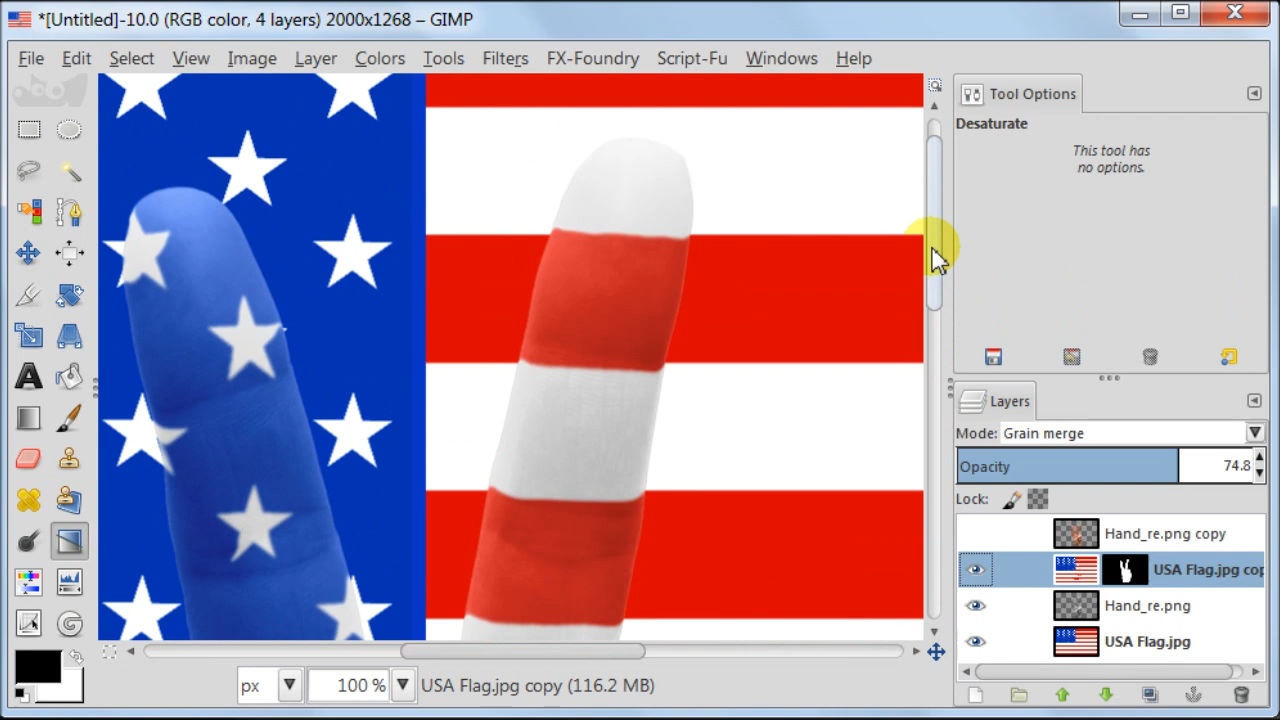 *[Untitled]-10.0 (RGB color, 4 layers) 2000x1268 – GIMP
File Edit Select View Image Layer Colors Tools Filters FX-Foundry Script-Fu Windows Help
Tool Options
Desaturate
This tool has
no options.
Layers
Mode: Grain merge
Opacity 74.8
Lock:
Hand_re.png copy
USA Flag.jpg cop
Hand_re.png
USA Flag.jpg
px 100 % USA Flag.jpg copy (116.2 MB)